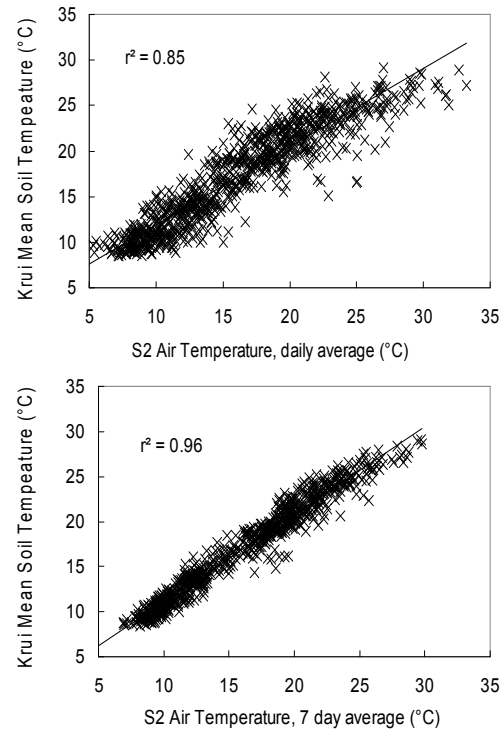 35
30
25
20
15
10
5
Krui Mean Soil Tempeature (°C)
r² = 0.85
5 10 15 20 25 30 35
S2 Air Temperature, daily average (°C)
35
30
25
20
15
10
5
Krui Mean Soil Tempeature (°C)
r² = 0.96
5 10 15 20 25 30 35
S2 Air Temperature, 7 day average (°C)